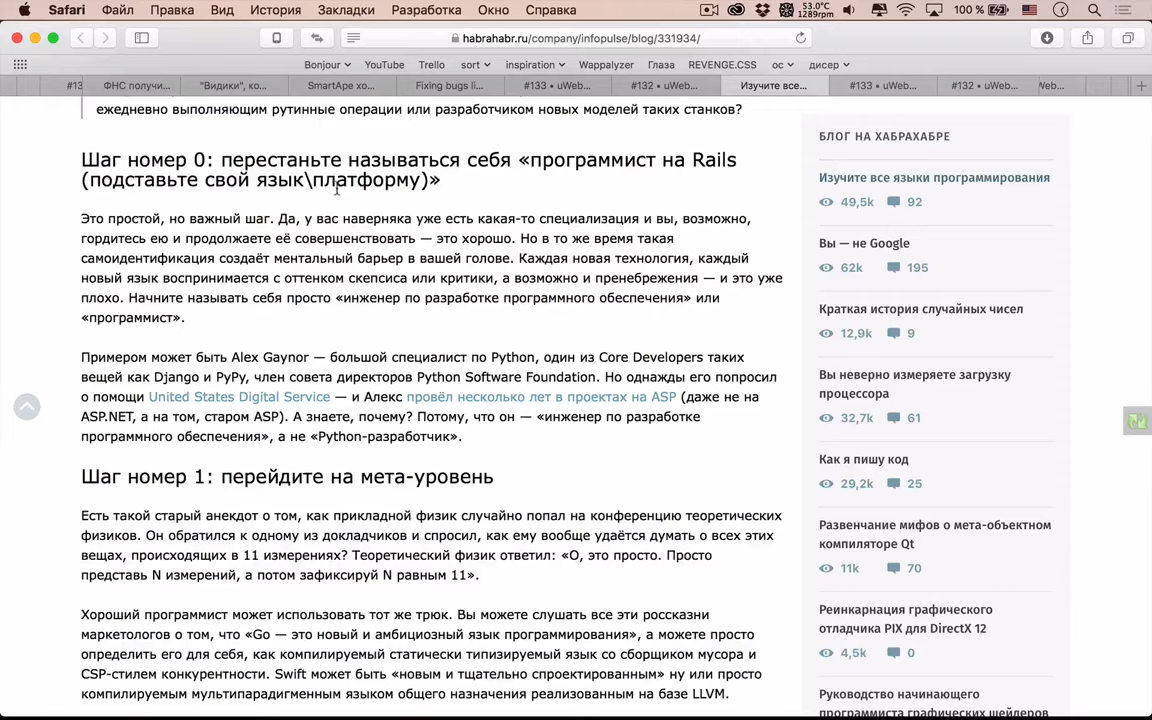 Safari Файл Правка Вид История Закладки Разработка Окно Справка 53.0°C 1289rpm 100 %
habrahabr.ru/company/infopulse/blog/331934/
Bonjour YouTube Trello sort inspiration Wappalyzer Глаза REVENGE.CSS ос дисер
#13 ФНС получи... "Видики", ко... SmartApe хо... Fixing bugs li... #133 • uWeb... #132 • uWeb... Изучите все... #133 • uWeb... #132 • uWeb... Web...
ежедневно выполняющим рутинные операции или разработчиком новых моделей таких станков?
Шаг номер 0: перестаньте называться себя «программист на Rails
(подставьте свой язык\платформу)»
Это простой, но важный шаг. Да, у вас наверняка уже есть какая-то специализация и вы, возможно,
гордитесь ею и продолжаете её совершенствовать — это хорошо. Но в то же время такая
самоидентификация создаёт ментальный барьер в вашей голове. Каждая новая технология, каждый
новый язык воспринимается с оттенком скепсиса или критики, а возможно и пренебрежения — и это уже
плохо. Начните называть себя просто «инженер по разработке программного обеспечения» или
«программист».
Примером может быть Alex Gaynor — большой специалист по Python, один из Core Developers таких
вещей как Django и PyPy, член совета директоров Python Software Foundation. Но однажды его попросил
о помощи United States Digital Service — и Алекс провёл несколько лет в проектах на ASP (даже не на
ASP.NET, а на том, старом ASP). А знаете, почему? Потому, что он — «инженер по разработке
программного обеспечения», а не «Python-разработчик».
Шаг номер 1: перейдите на мета-уровень
Есть такой старый анекдот о том, как прикладной физик случайно попал на конференцию теоретических
физиков. Он обратился к одному из докладчиков и спросил, как ему вообще удаётся думать о всех этих
вещах, происходящих в 11 измерениях? Теоретический физик ответил: «О, это просто. Просто
представь N измерений, а потом зафиксируй N равным 11».
Хороший программист может использовать тот же трюк. Вы можете слушать все эти россказни
маркетологов о том, что «Go — это новый и амбициозный язык программирования», а можете просто
определить его для себя, как компилируемый статически типизируемый язык со сборщиком мусора и
CSP-стилем конкурентности. Swift может быть «новым и тщательно спроектированным» ну или просто
компилируемым мультипарадигменным языком общего назначения реализованным на базе LLVM.
БЛОГ НА ХАБРАХАБРЕ
Изучите все языки программирования
49,5k 92
Вы — не Google
62k 195
Краткая история случайных чисел
12,9k 9
Вы неверно измеряете загрузку
процессора
32,7k 61
Как я пишу код
29,2k 25
Развенчание мифов о мета-объектном
компиляторе Qt
11k 70
Реинкарнация графического
отладчика PIX для DirectX 12
4,5k 0
Руководство начинающего
программиста графических шейдеров